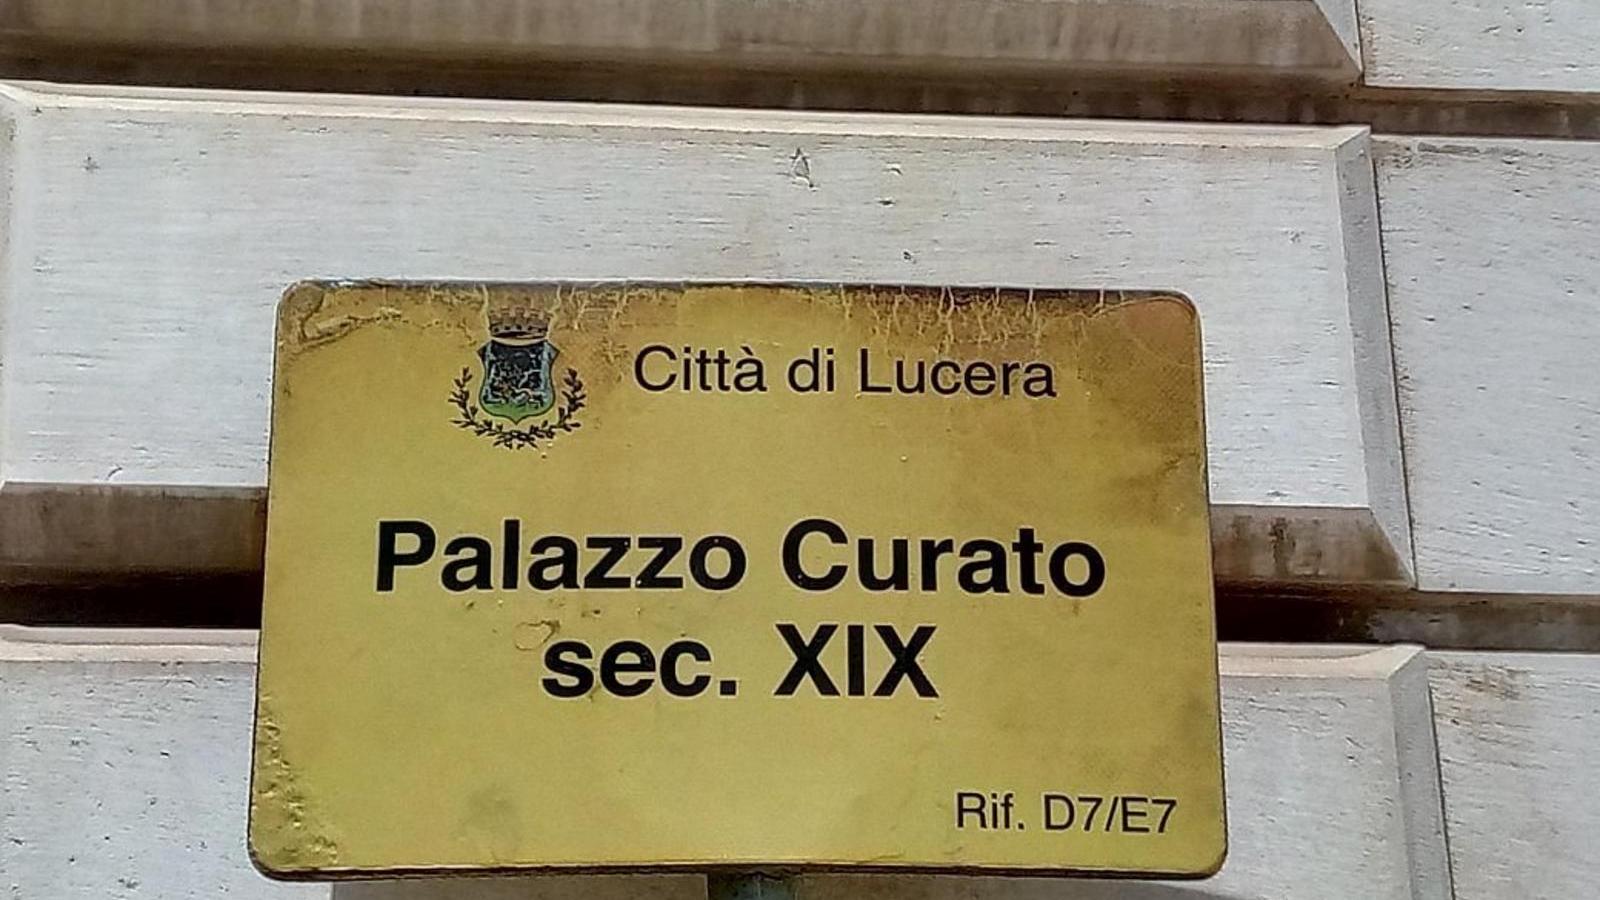 Città di Lucera
Palazzo Curato
sec. XIX
Rif. D7/E7